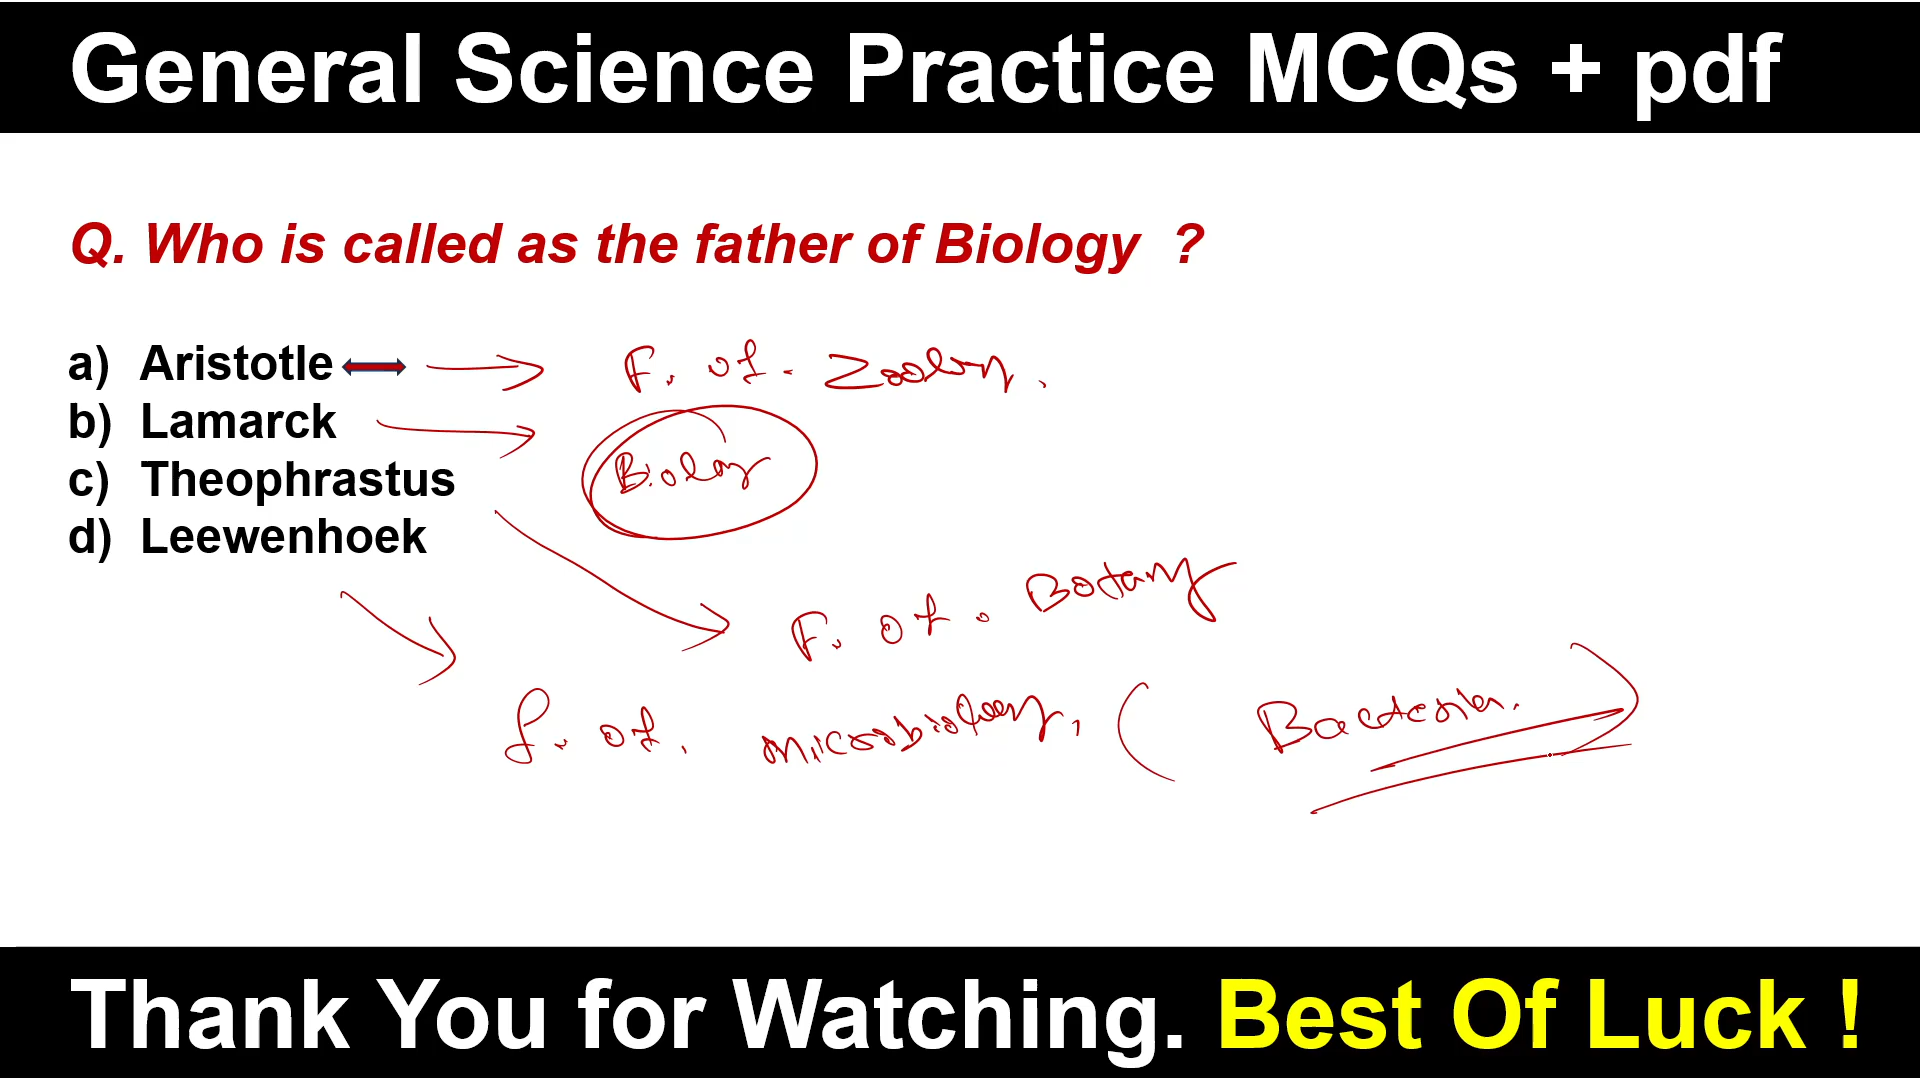 General Science Practice MCQs + pdf
Q. Who is called as the father of Biology ?
a) Aristotle F. of. Zoology.
b) Lamarck
Biology
c) Theophrastus
d) Leewenhoek
F. of. Botany
f. of. microbiology, (Bacteria.)
Thank You for Watching. Best Of Luck !